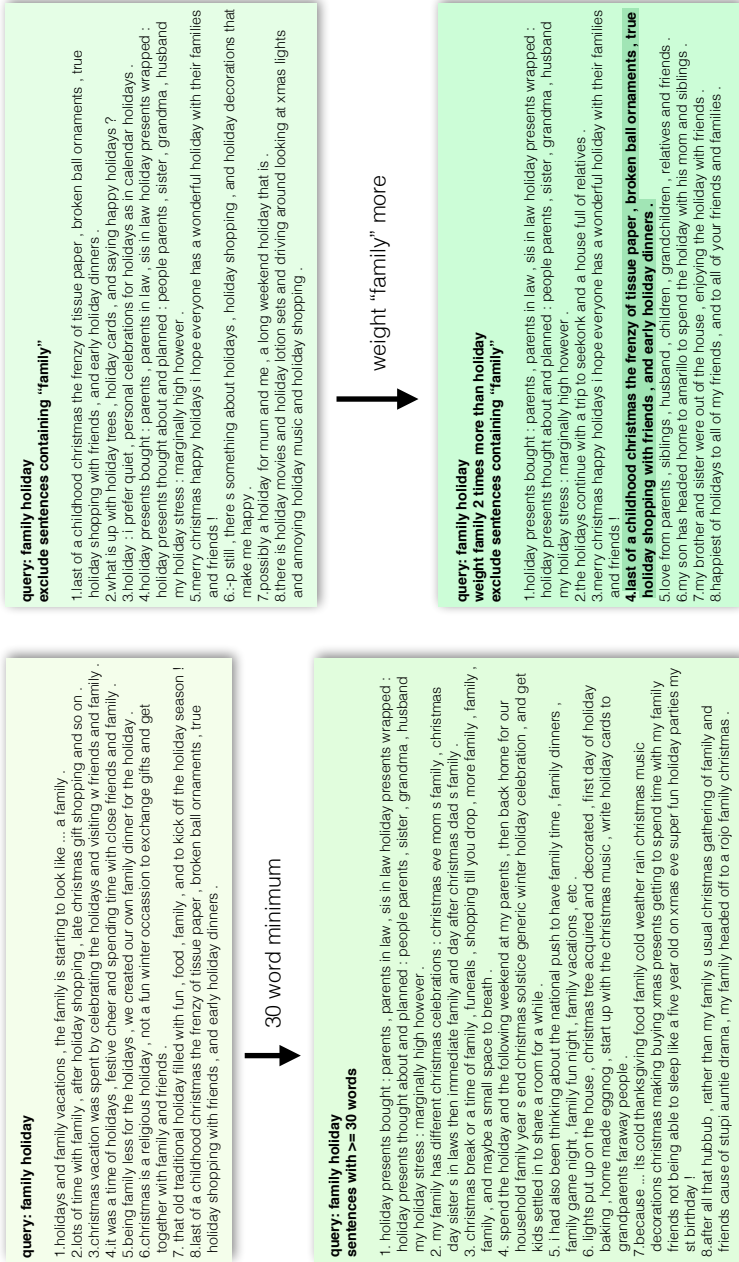 query: family holiday
1.holidays and family vacations , the family is starting to look like ... a family .
2.lots of time with family , after holiday shopping , late christmas gift shopping and so on .
3.christmas vacation was spent by celebrating the holidays and visiting w friends and family .
4.it was a time of holidays , festive cheer and spending time with close friends and family .
5.being family less for the holidays , we created our own family dinner for the holiday .
6.christmas is a religious holiday , not a fun winter occassion to exchange gifts and get
together with family and friends .
7. that old traditional holiday filled with fun , food , family , and to kick off the holiday season !
8.last of a childhood christmas the frenzy of tissue paper , broken ball ornaments , true
holiday shopping with friends , and early holiday dinners .
30 word minimum
query: family holiday
sentences with >= 30 words
1. holiday presents bought : parents , parents in law , sis in law holiday presents wrapped :
holiday presents thought about and planned : people parents , sister , grandma , husband
my holiday stress : marginally high however .
2. my family has different christmas celebrations : christmas eve mom s family , christmas
day sister s in laws then immediate family and day after christmas dad s family .
3. christmas break or a time of family , funerals , shopping till you drop , more family , family ,
family , and maybe a small space to breath .
4. spend the holiday and the following weekend at my parents , then back home for our
household family year s end christmas solstice generic winter holiday celebration , and get
kids settled in to share a room for a while .
5. i had also been thinking about the national push to have family time , family dinners ,
family game night , family fun night , family vacations , etc .
6. lights put up on the house , christmas tree acquired and decorated , first day of holiday
baking , home made eggnog , start up with the christmas music , write holiday cards to
grandparents faraway people .
7.because ... its cold thanksgiving food family cold weather rain christmas music
decorations christmas making buying xmas presents getting to spend time with my family
friends not being able to sleep like a five year old on xmas eve super fun holiday parties my
st birthday !
8.after all that hubbub , rather than my family s usual christmas gathering of family and
friends cause of stupi auntie drama , my family headed off to a rojo family christmas .
query: family holiday
exclude sentences containing “family”
1.last of a childhood christmas the frenzy of tissue paper , broken ball ornaments , true
holiday shopping with friends , and early holiday dinners .
2.what is up with holiday trees , holiday cards , and saying happy holidays ?
3.holiday : i prefer quiet , personal celebrations for holidays as in calendar holidays .
4.holiday presents bought : parents , parents in law , sis in law holiday presents wrapped :
holiday presents thought about and planned : people parents , sister , grandma , husband
my holiday stress : marginally high however .
5.merry christmas happy holidays i hope everyone has a wonderful holiday with their families
and friends !
6.:-p still , there s something about holidays , holiday shopping , and holiday decorations that
make me happy .
7.possibly a holiday for mum and me , a long weekend holiday that is .
8.there is holiday movies and holiday lotion sets and driving around looking at xmas lights
and annoying holiday music and holiday shopping .
weight “family” more
query: family holiday
weight family 2 times more than holiday
exclude sentences containing “family”
1.holiday presents bought : parents , parents in law , sis in law holiday presents wrapped :
holiday presents thought about and planned : people parents , sister , grandma , husband
my holiday stress : marginally high however .
2.the holidays continue with a trip to seekonk and a house full of relatives .
3.merry christmas happy holidays i hope everyone has a wonderful holiday with their families
and friends !
4.last of a childhood christmas the frenzy of tissue paper , broken ball ornaments , true
holiday shopping with friends , and early holiday dinners .
5.love from parents , siblings , husband , children , grandchildren , relatives and friends .
6.my son has headed home to amarillo to spend the holiday with his mom and siblings .
7.my brother and sister were out of the house , enjoying the holiday with friends .
8.happiest of holidays to all of my friends , and to all of your friends and families .